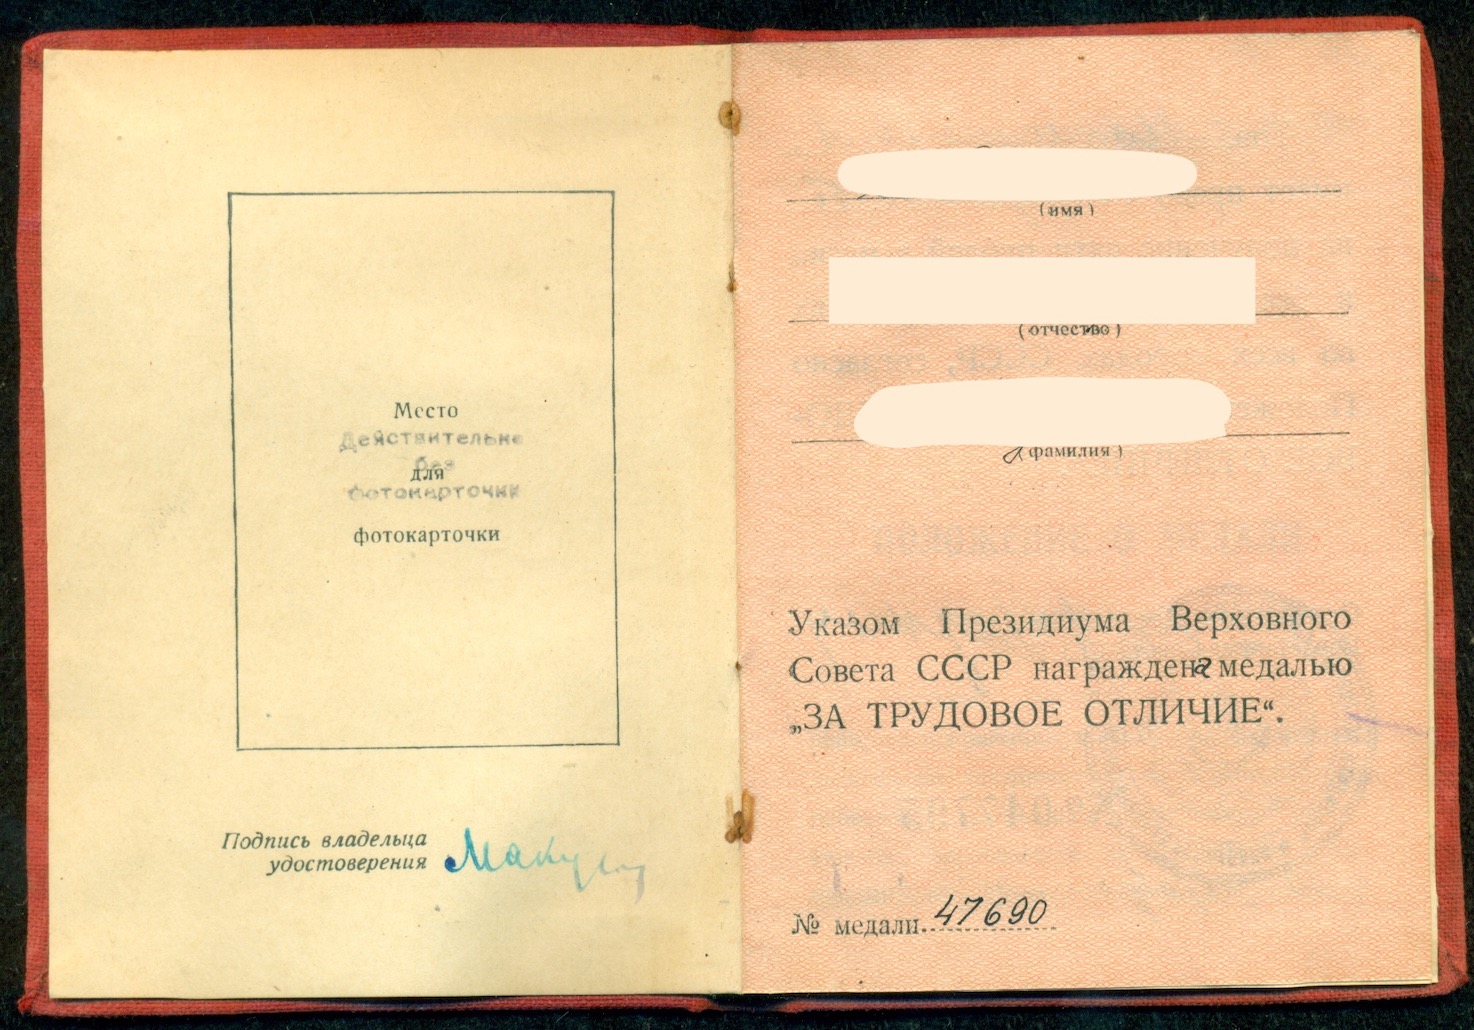 Место
Действительно
без
для
фотокарточки
фотокарточки
Подпись владельца
удостоверения
(имя)
(отчество)
(фамилия)
Указом Президиума Верховного
Совета СССР награждена медалью
„ЗА ТРУДОВОЕ ОТЛИЧИЕ“.
№ медали 47690